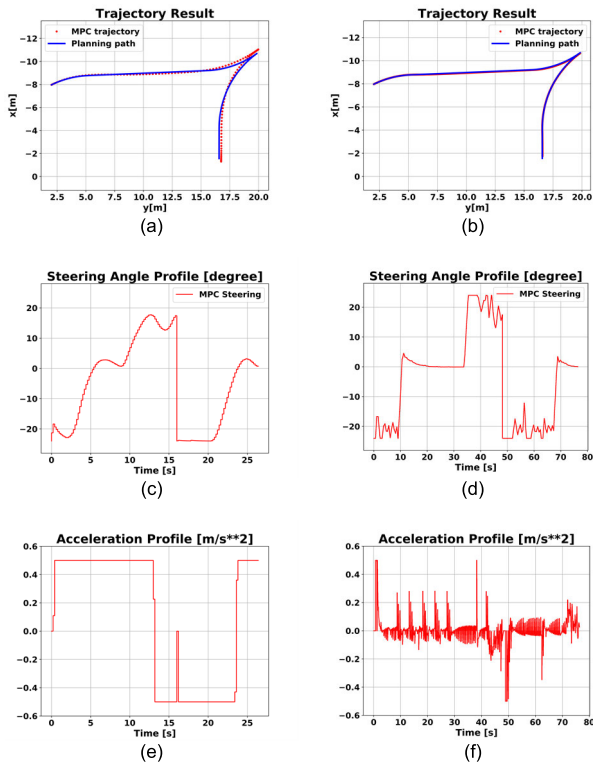 Trajectory Result
MPC trajectory
Planning path
x[m]
−12
−10
−8
−6
−4
−2
0
2.5 5.0 7.5 10.0 12.5 15.0 17.5 20.0
y[m]
(a)
Trajectory Result
MPC trajectory
Planning path
x[m]
−12
−10
−8
−6
−4
−2
0
2.5 5.0 7.5 10.0 12.5 15.0 17.5 20.0
y[m]
(b)
Steering Angle Profile [degree]
MPC Steering
20
10
0
−10
−20
0 5 10 15 20 25
Time [s]
(c)
Steering Angle Profile [degree]
MPC Steering
20
10
0
−10
−20
0 10 20 30 40 50 60 70 80
Time [s]
(d)
Acceleration Profile [m/s**2]
0.6
0.4
0.2
0.0
−0.2
−0.4
−0.6
0 5 10 15 20 25
Time [s]
(e)
Acceleration Profile [m/s**2]
0.6
0.4
0.2
0.0
−0.2
−0.4
−0.6
0 10 20 30 40 50 60 70 80
Time [s]
(f)